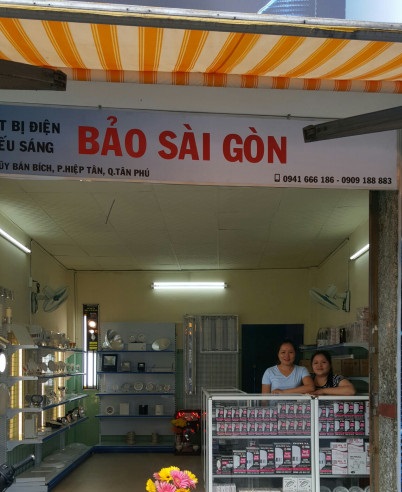 T BỊ ĐIỆN
ẾU SÁNG
BẢO SÀI GÒN
ŨY BÁN BÍCH, P.HIỆP TÂN, Q.TÂN PHÚ
0941 666 186 - 0909 188 883